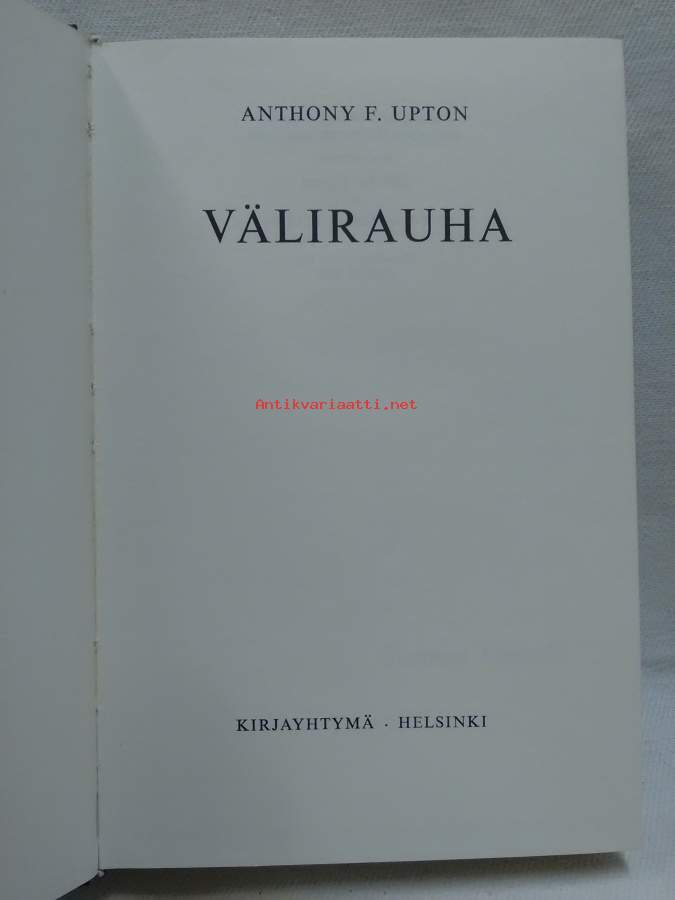 ANTHONY F. UPTON
VÄLIRAUHA
Antikvariaatti.net
KIRJAYHTYMÄ · HELSINKI